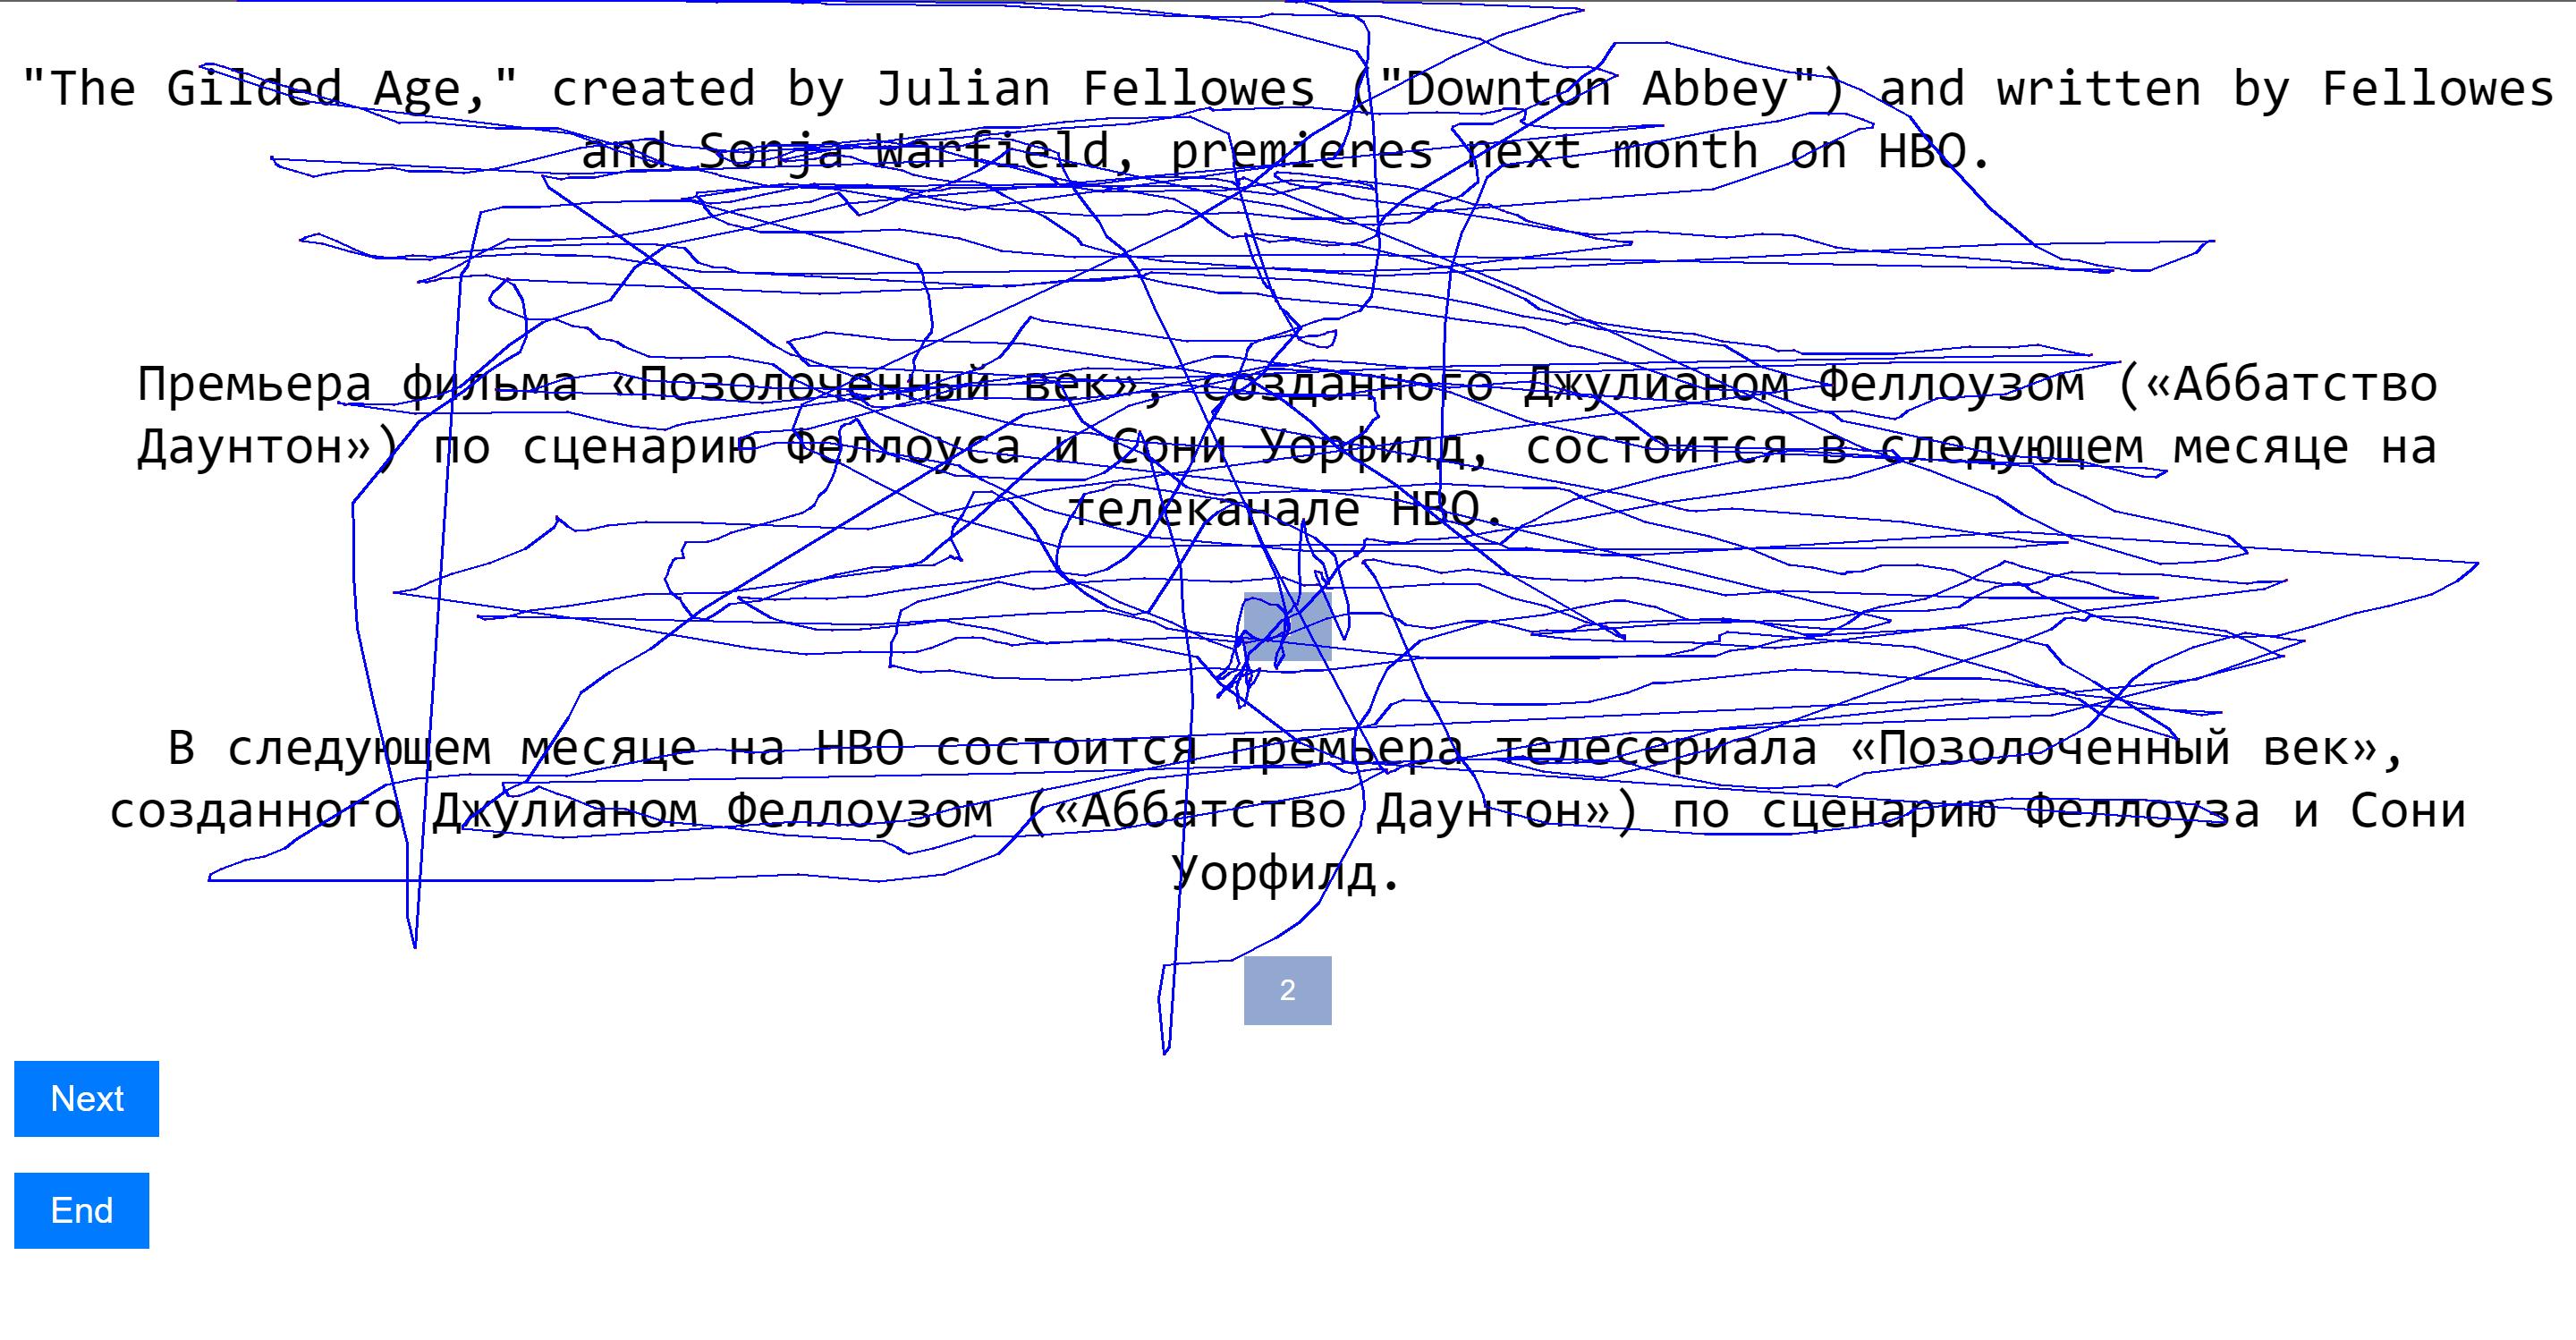 "The Gilded Age," created by Julian Fellowes ("Downton Abbey") and written by Fellowes
and Sonja Warfield, premieres next month on HBO.
Премьера фильма «Позолоченный век», созданного Джулианом Феллоузом («Аббатство
Даунтон») по сценарию Феллоуса и Сони Уорфилд, состоится в следующем месяце на
телеканале HBO.
В следующем месяце на HBO состоится премьера телесериала «Позолоченный век»,
созданного Джулианом Феллоузом («Аббатство Даунтон») по сценарию Феллоуза и Сони
Уорфилд.
2
Next
End